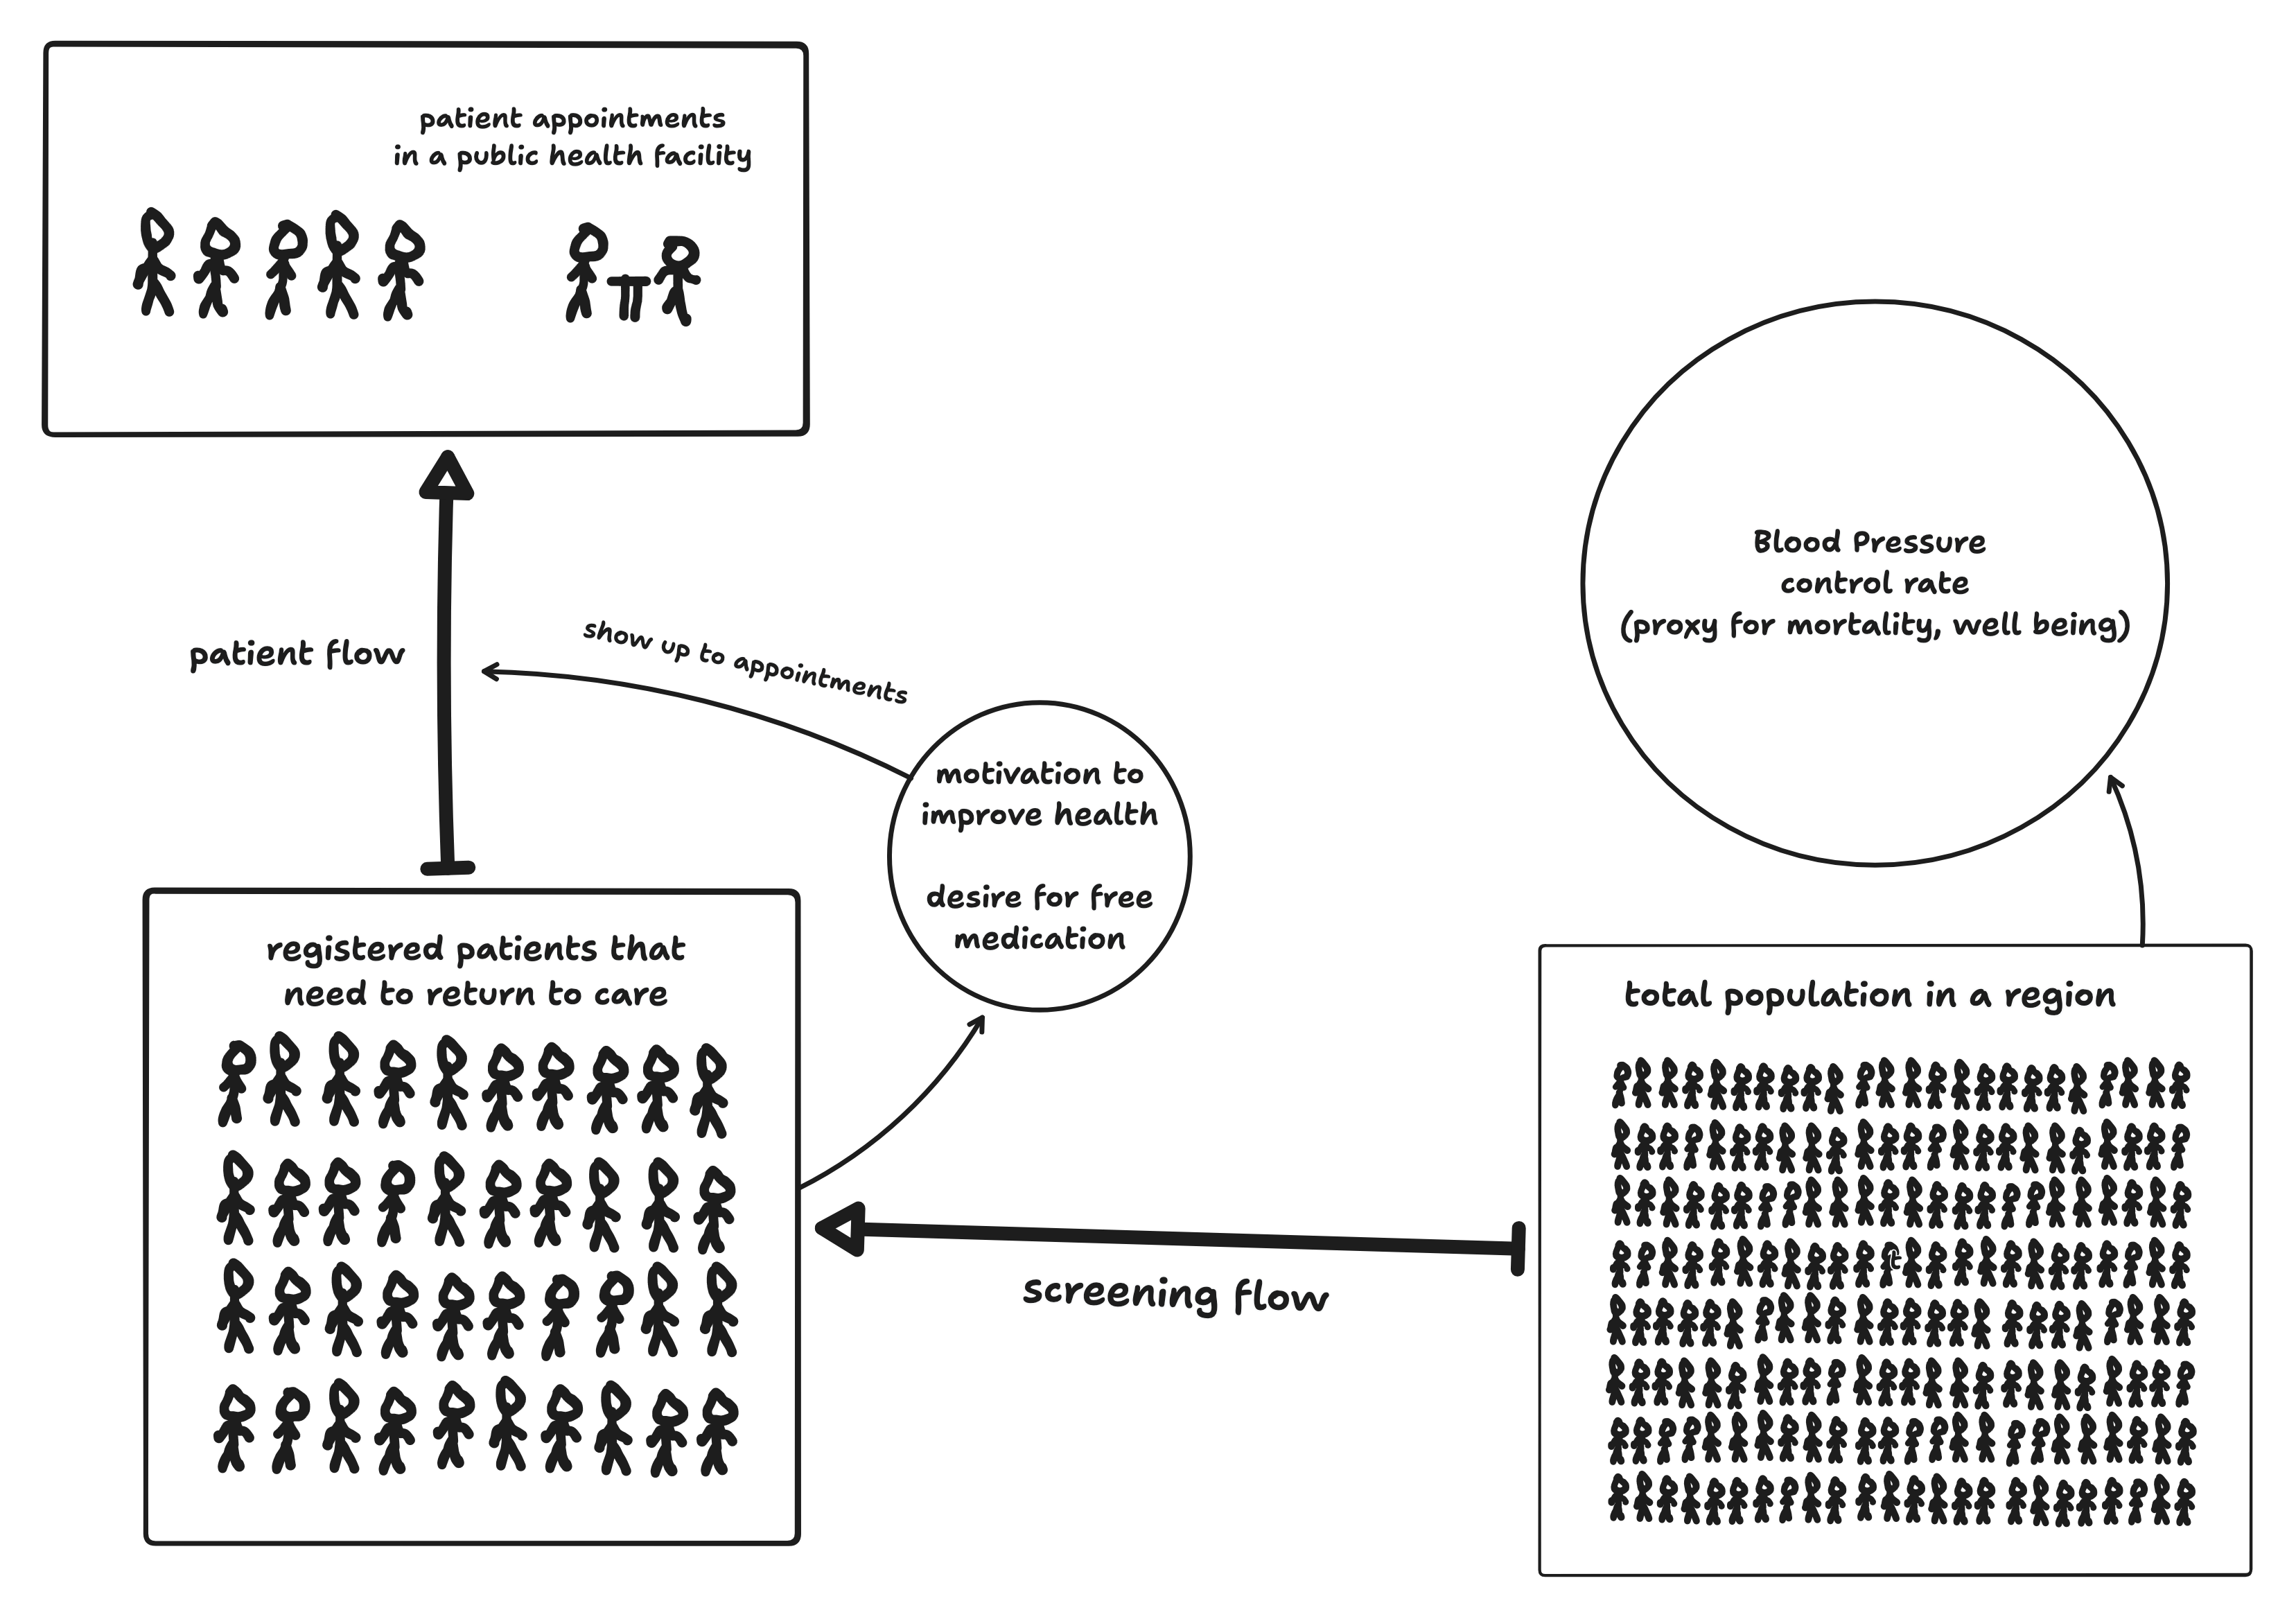 patient appointments
in a public health facility
patient flow
show up to appointments
motivation to
improve health
desire for free
medication
registered patients that
need to return to care
screening flow
Blood Pressure
control rate
(proxy for mortality, well being)
total population in a region
t